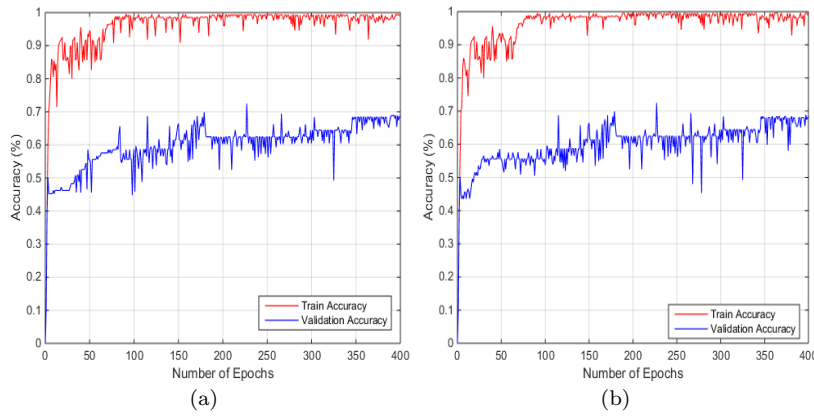 1
0.9
0.8
0.7
0.6
0.5
0.4
0.3
0.2
0.1
0
Accuracy (%)
0 50 100 150 200 250 300 350 400
Number of Epochs
Train Accuracy
Validation Accuracy
(a)
1
0.9
0.8
0.7
0.6
0.5
0.4
0.3
0.2
0.1
0
Accuracy (%)
0 50 100 150 200 250 300 350 400
Number of Epochs
Train Accuracy
Validation Accuracy
(b)